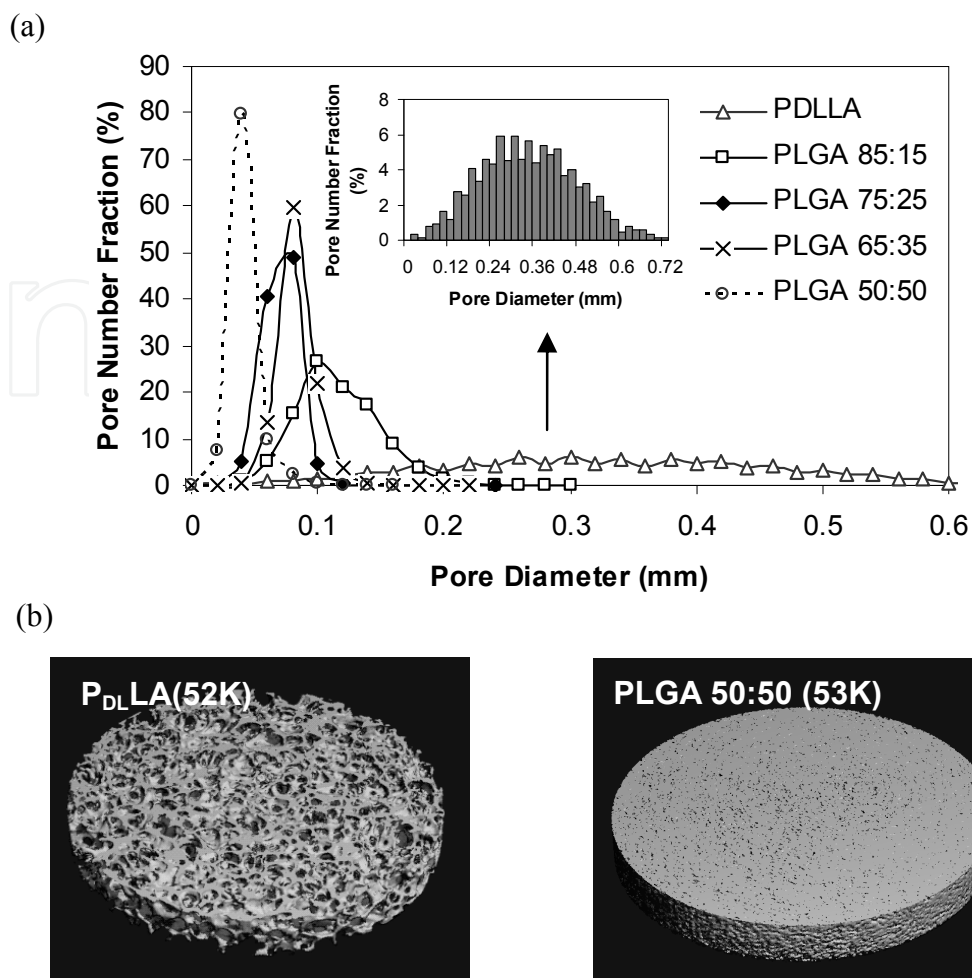 (a)
90
80
70
60
50
40
30
20
10
0
Pore Number Fraction (%)
0 0.1 0.2 0.3 0.4 0.5 0.6
Pore Diameter (mm)
8
6
4
2
0
Pore Number Fraction
(%)
0 0.12 0.24 0.36 0.48 0.6 0.72
Pore Diameter (mm)
PDLLA
PLGA 85:15
PLGA 75:25
PLGA 65:35
PLGA 50:50
(b)
PDLLA(52K)
PLGA 50:50 (53K)